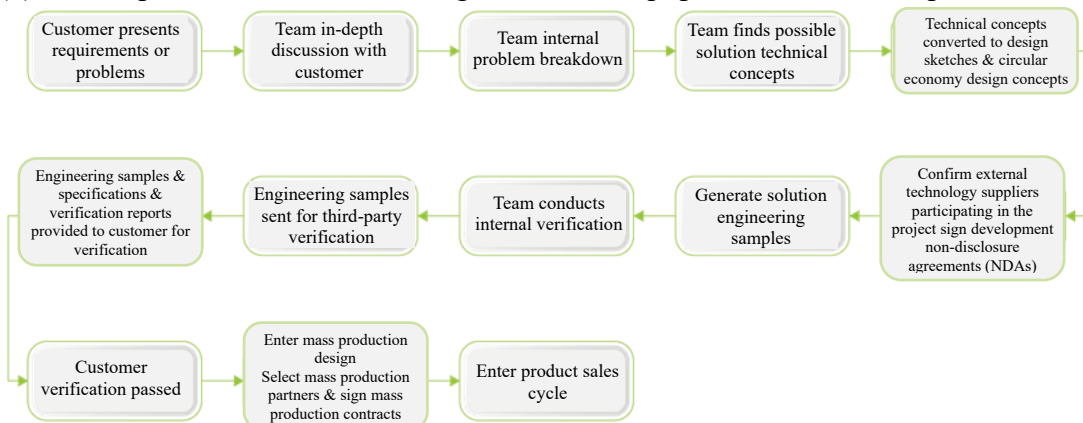 Customer presents
requirements or
problems
Team in-depth
discussion with
customer
Team internal
problem breakdown
Team finds possible
solution technical
concepts
Technical concepts
converted to design
sketches & circular
economy design concepts
Engineering samples &
specifications &
verification reports
provided to customer for
verification
Engineering samples
sent for third-party
verification
Team conducts
internal verification
Generate solution
engineering
samples
Confirm external
technology suppliers
participating in the
project sign development
non-disclosure
agreements (NDAs)
Customer
verification passed
Enter mass production
design
Select mass production
partners & sign mass
production contracts
Enter product sales
cycle